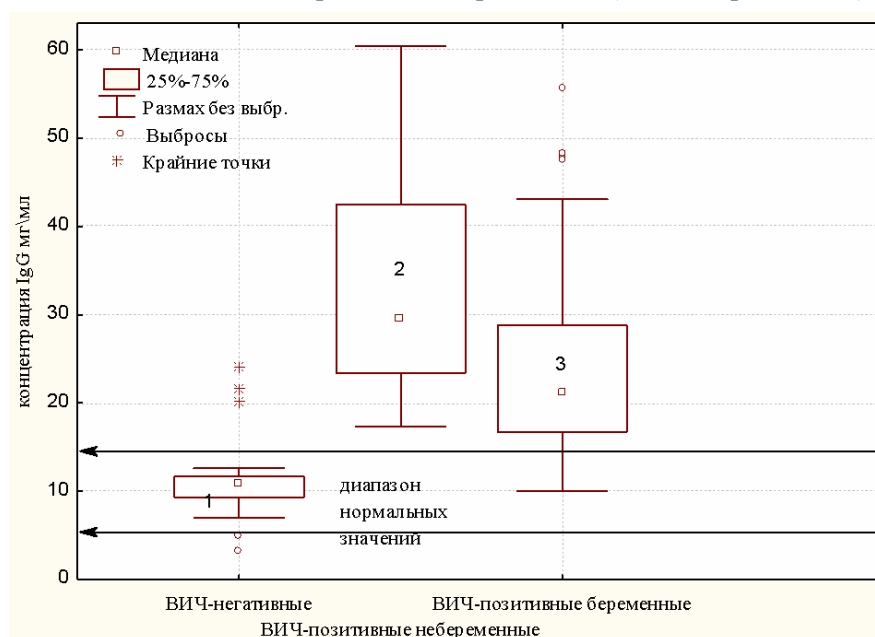 60
50
40
30
20
10
0
концентрация IgG мг\мл
Медиана
25%-75%
Размах без выбр.
Выбросы
Крайние точки
2
3
1
диапазон
нормальных
значений
ВИЧ-негативные
ВИЧ-позитивные беременные
ВИЧ-позитивные небеременные